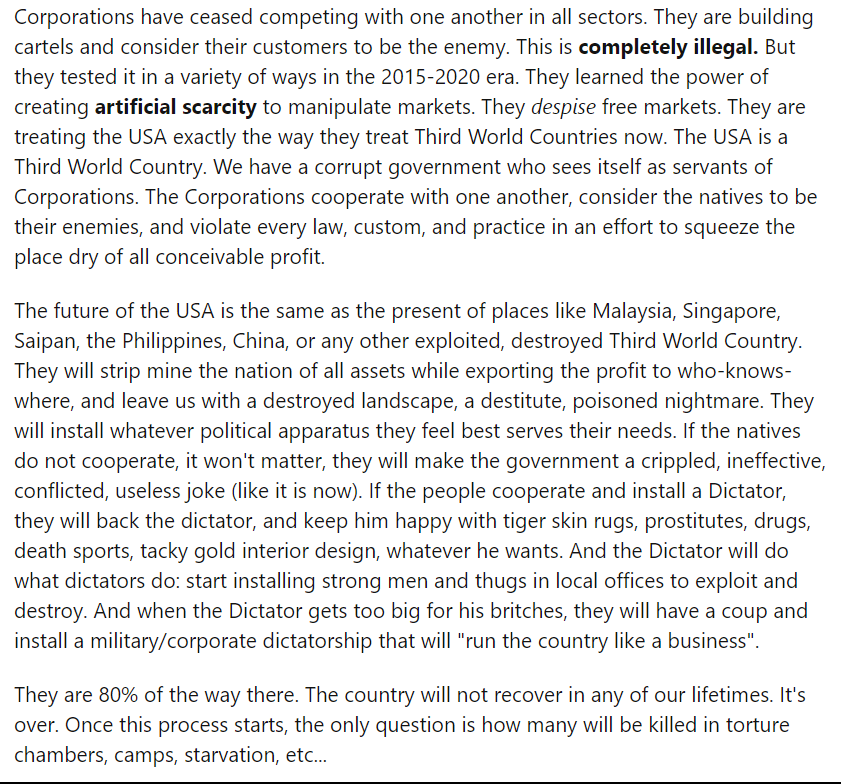 Corporations have ceased competing with one another in all sectors. They are building
cartels and consider their customers to be the enemy. This is completely illegal. But
they tested it in a variety of ways in the 2015-2020 era. They learned the power of
creating artificial scarcity to manipulate markets. They despise free markets. They are
treating the USA exactly the way they treat Third World Countries now. The USA is a
Third World Country. We have a corrupt government who sees itself as servants of
Corporations. The Corporations cooperate with one another, consider the natives to be
their enemies, and violate every law, custom, and practice in an effort to squeeze the
place dry of all conceivable profit.
The future of the USA is the same as the present of places like Malaysia, Singapore,
Saipan, the Philippines, China, or any other exploited, destroyed Third World Country.
They will strip mine the nation of all assets while exporting the profit to who-knows-
where, and leave us with a destroyed landscape, a destitute, poisoned nightmare. They
will install whatever political apparatus they feel best serves their needs. If the natives
do not cooperate, it won't matter, they will make the government a crippled, ineffective,
conflicted, useless joke (like it is now). If the people cooperate and install a Dictator,
they will back the dictator, and keep him happy with tiger skin rugs, prostitutes, drugs,
death sports, tacky gold interior design, whatever he wants. And the Dictator will do
what dictators do: start installing strong men and thugs in local offices to exploit and
destroy. And when the Dictator gets too big for his britches, they will have a coup and
install a military/corporate dictatorship that will "run the country like a business".
They are 80% of the way there. The country will not recover in any of our lifetimes. It's
over. Once this process starts, the only question is how many will be killed in torture
chambers, camps, starvation, etc...